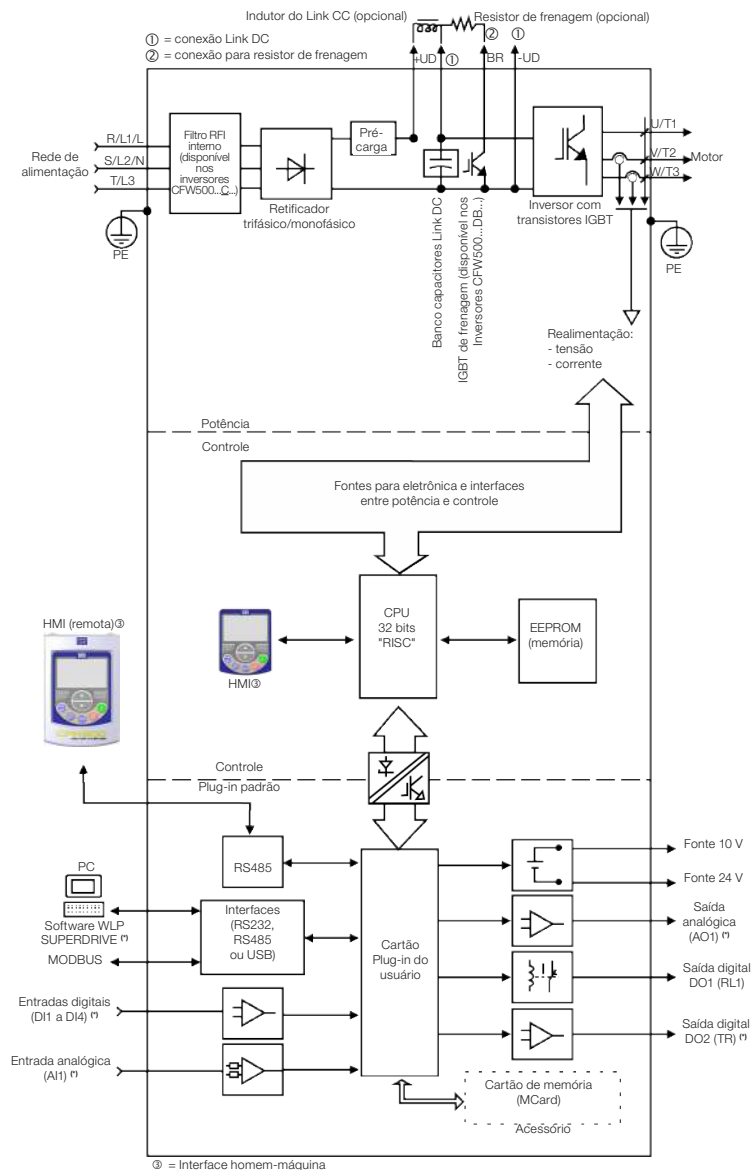 Indutor do Link CC (opcional)
Resistor de frenagem (opcional)
① = conexão Link DC
② = conexão para resistor de frenagem
② ①
+UD ① BR -UD
Rede de
alimentação
R/L1/L
S/L2/N
T/L3
PE
Filtro RFI
interno
(disponível
nos
inversores
CFW500...C...)
Retificador
trifásico/monofásico
Pré-
carga
Banco capacitores Link DC
IGBT de frenagem (disponível nos
Inversores CFW500...DB...)
Inversor com
transistores IGBT
U/T1
V/T2
W/T3
Motor
PE
Realimentação:
- tensão
- corrente
Potência
Controle
Fontes para eletrônica e interfaces
entre potência e controle
HMI (remota)③
HMI③
CPU
32 bits
"RISC"
EEPROM
(memória)
Controle
Plug-in padrão
RS485
PC
Software WLP
SUPERDRIVE (*)
MODBUS
Interfaces
(RS232,
RS485
ou USB)
Entradas digitais
(DI1 a DI4) (*)
Entrada analógica
(AI1) (*)
Cartão
Plug-in do
usuário
Fonte 10 V
Fonte 24 V
Saída
analógica
(AO1) (*)
Saída digital
DO1 (RL1)
Saída digital
DO2 (TR) (*)
Cartão de memória
(MCard)
Acessório
③ = Interface homem-máquina